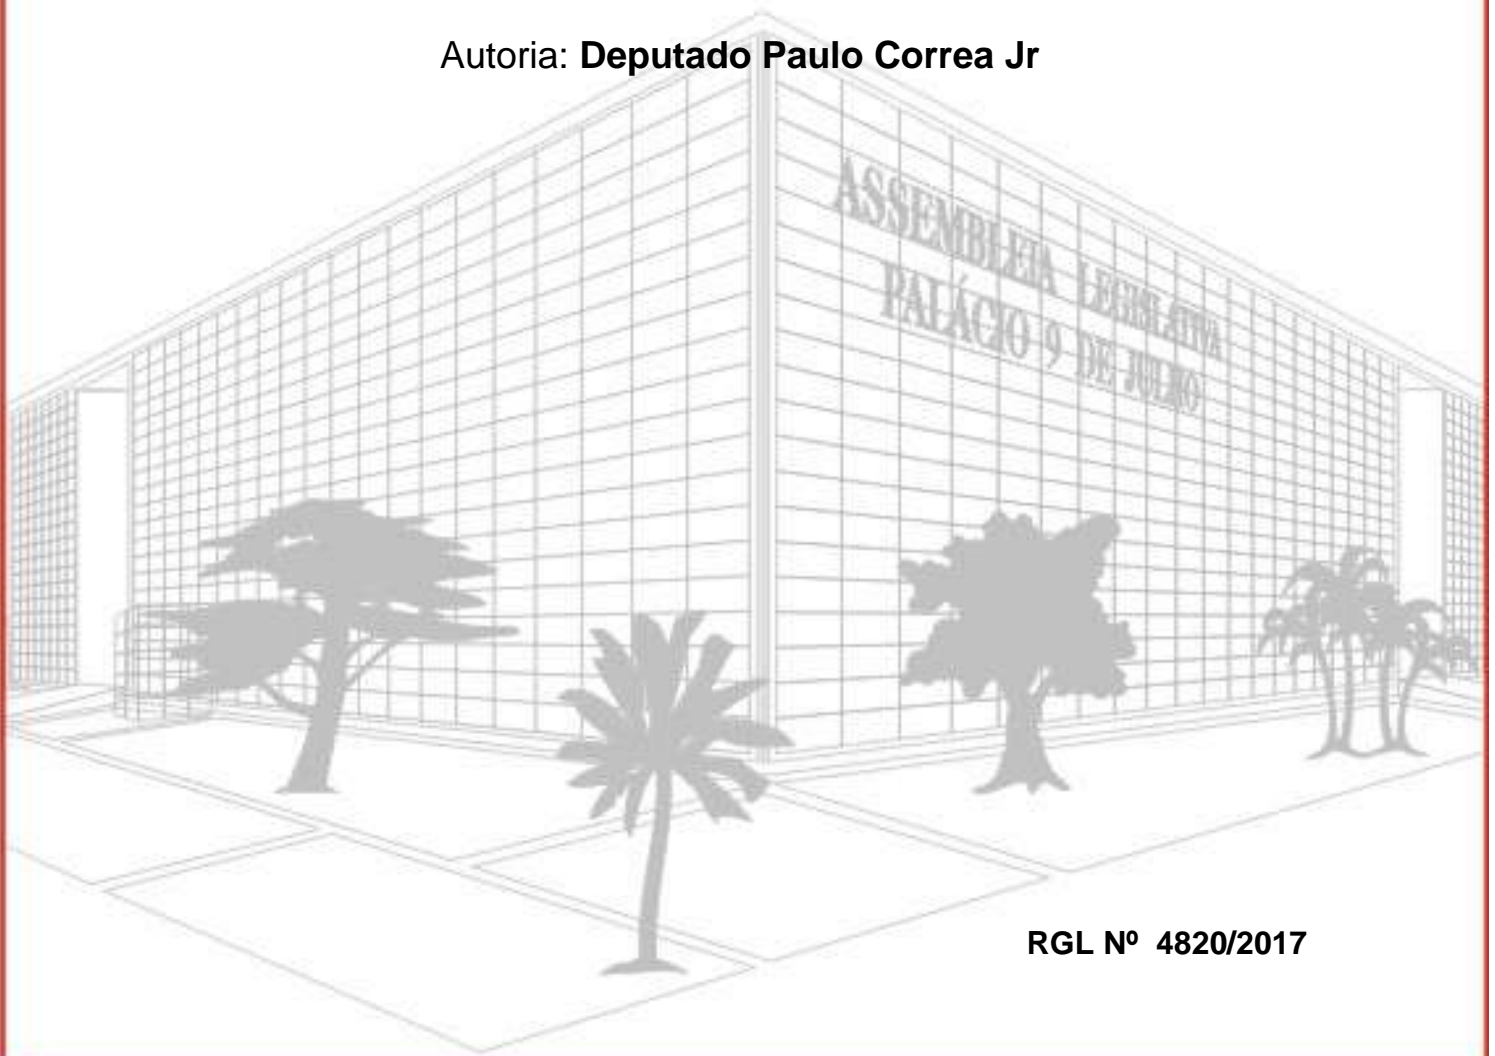 Autoria: Deputado Paulo Correa Jr
ASSEMBLEIA LEGISLATIVA
PALÁCIO 9 DE JULHO
RGL Nº 4820/2017